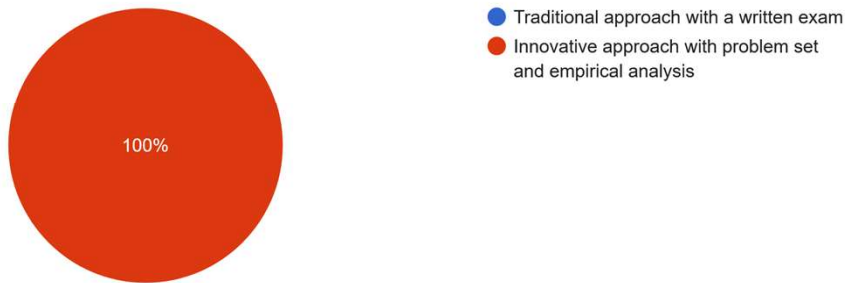 100%
Traditional approach with a written exam
Innovative approach with problem set
and empirical analysis